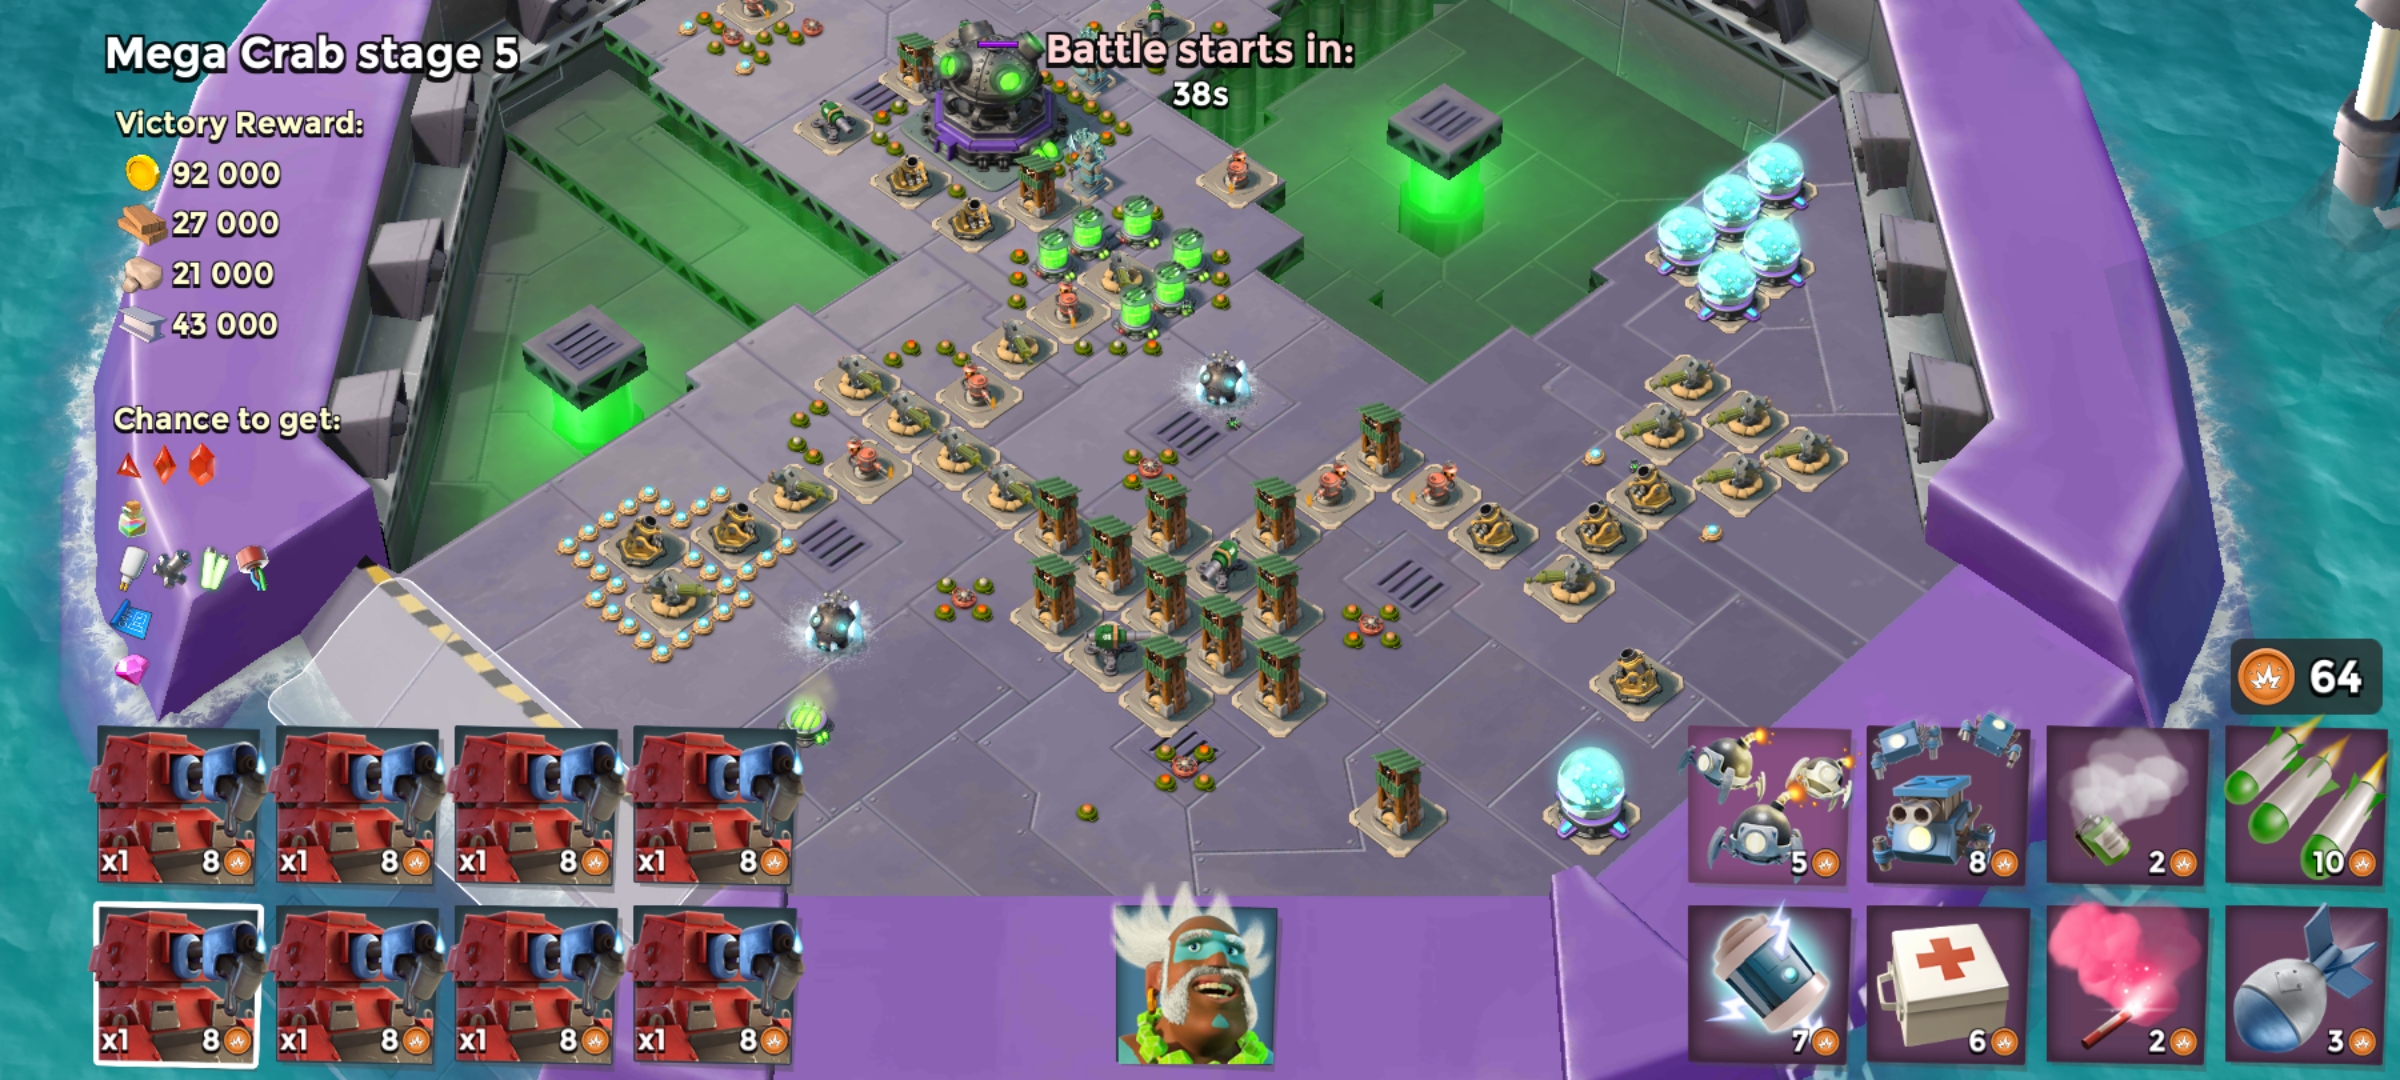 Mega Crab stage 5
Battle starts in:
38s
Victory Reward:
92 000
27 000
21 000
43 000
Chance to get:
64
x1 8 x1 8 x1 8 x1 8
5 8 2 10
x1 8 x1 8 x1 8 x1 8
7 6 2 3